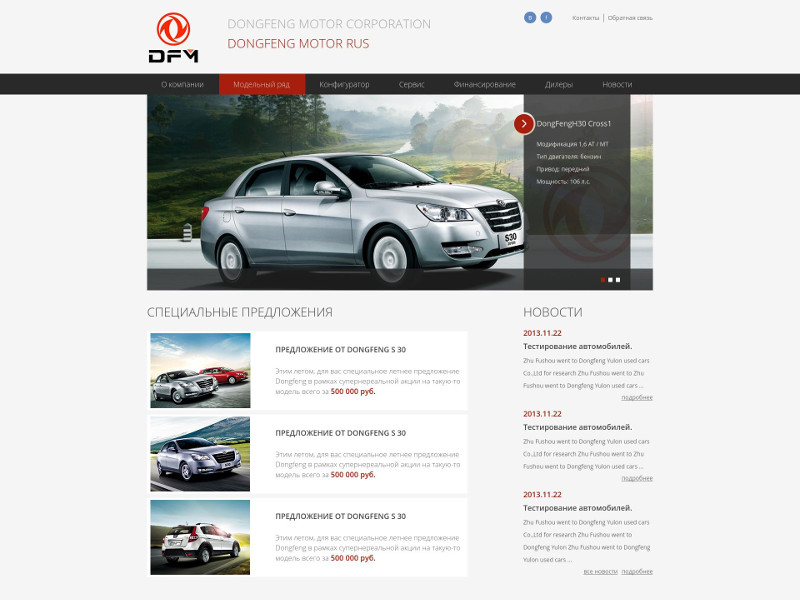 DFM
DONGFENG MOTOR CORPORATION
DONGFENG MOTOR RUS
Контакты | Обратная связь
О компании Модельный ряд Конфигуратор Сервис Финансирование Дилеры Новости
DongFengH30 Cross1
Модификация 1,6 AT / MT
Тип двигателя: бензин
Привод: передний
Мощность: 106 л.с.
S30
СПЕЦИАЛЬНЫЕ ПРЕДЛОЖЕНИЯ
ПРЕДЛОЖЕНИЕ ОТ DONGFENG S 30
Этим летом, для вас специальное летнее предложение
Dongfeng в рамках супернереальной акции на такую-то
модель всего за 500 000 руб.
ПРЕДЛОЖЕНИЕ ОТ DONGFENG S 30
Этим летом, для вас специальное летнее предложение
Dongfeng в рамках супернереальной акции на такую-то
модель всего за 500 000 руб.
ПРЕДЛОЖЕНИЕ ОТ DONGFENG S 30
Этим летом, для вас специальное летнее предложение
Dongfeng в рамках супернереальной акции на такую-то
модель всего за 500 000 руб.
НОВОСТИ
2013.11.22
Тестирование автомобилей.
Zhu Fushou went to Dongfeng Yulon used cars
Co.,Ltd for research Zhu Fushou went to Zhu
Fushou went to Dongfeng Yulon used cars ...
подробнее
2013.11.22
Тестирование автомобилей.
Zhu Fushou went to Dongfeng Yulon used cars
Co.,Ltd for research Zhu Fushou went to Zhu
Fushou went to Dongfeng Yulon used cars ...
подробнее
2013.11.22
Тестирование автомобилей.
Zhu Fushou went to Dongfeng Yulon used cars
Co.,Ltd for research Zhu Fushou went to
Dongfeng Yulon Zhu Fushou went to Dongfeng
Yulon used cars ...
все новости подробнее